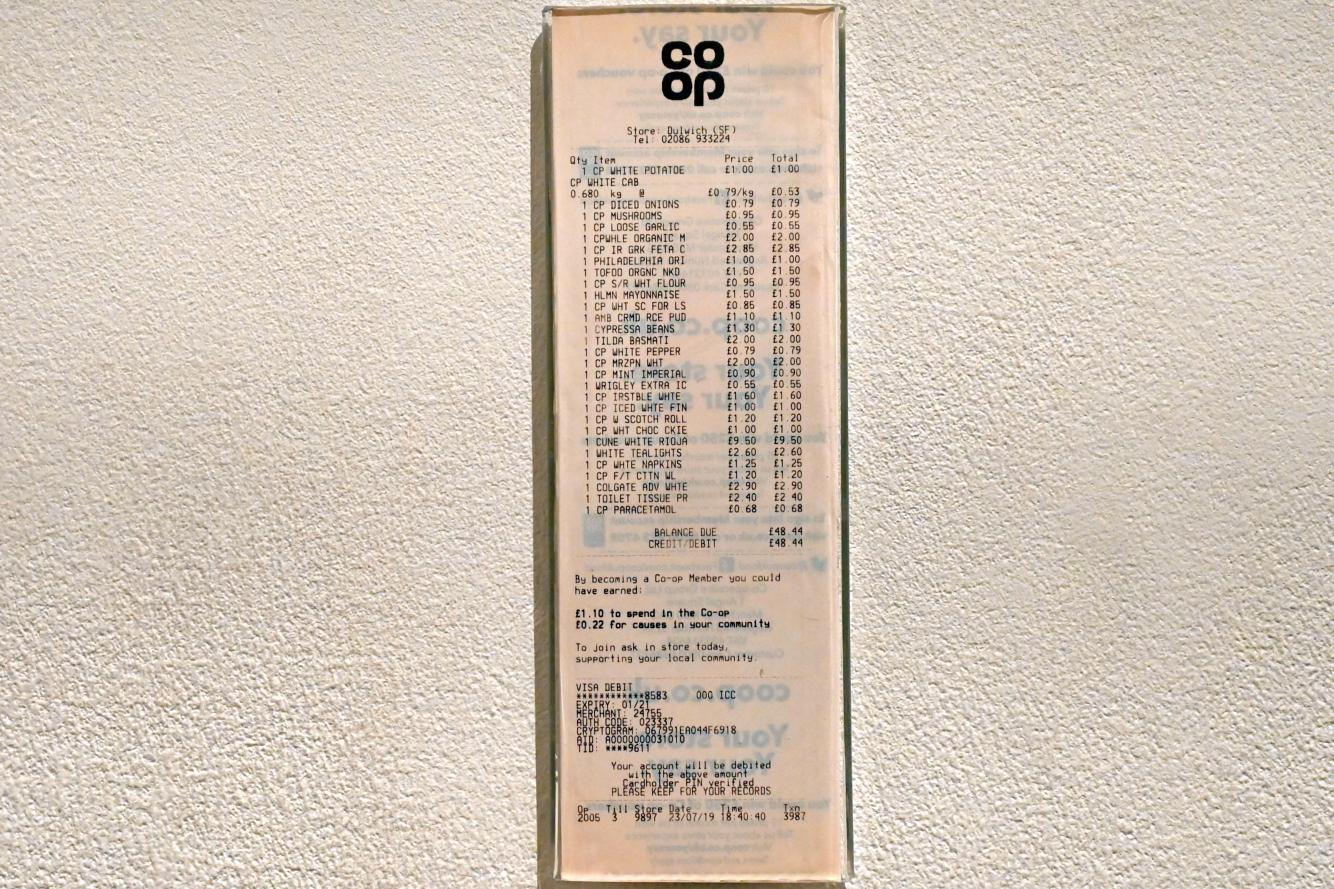 co
op
Store: Dulwich (SF)
Tel: 02086 933224
Qty Item Price Total
1 CP WHITE POTATOE £1.00 £1.00
CP WHITE CAB
0.680 kg @ £0.79/kg £0.53
1 CP DICED ONIONS £0.79 £0.79
1 CP MUSHROOMS £0.95 £0.95
1 CP LOOSE GARLIC £0.55 £0.55
1 CPWHLE ORGANIC M £2.00 £2.00
1 CP IR GRK FETA C £2.85 £2.85
1 PHILADELPHIA ORI £1.00 £1.00
1 TOFOO ORGNC NKD £1.50 £1.50
1 CP S/R WHT FLOUR £0.95 £0.95
1 HLMN MAYONNAISE £1.50 £1.50
1 CP WHT SC FOR LS £0.85 £0.85
1 AMB CRMD RCE PUD £1.10 £1.10
1 CYPRESSA BEANS £1.30 £1.30
1 TILDA BASMATI £2.00 £2.00
1 CP WHITE PEPPER £0.79 £0.79
1 CP MRZPN WHT £2.00 £2.00
1 CP MINT IMPERIAL £0.90 £0.90
1 WRIGLEY EXTRA IC £0.55 £0.55
1 CP IRSTBLE WHTE £1.60 £1.60
1 CP ICED WHTE FIN £1.00 £1.00
1 CP W SCOTCH ROLL £1.20 £1.20
1 CP WHT CHOC CKIE £1.00 £1.00
1 CUNE WHITE RIOJA £9.50 £9.50
1 WHITE TEALIGHTS £2.60 £2.60
1 CP WHTE NAPKINS £1.25 £1.25
1 CP F/T CTTN WL £1.20 £1.20
1 COLGATE ADV WHTE £2.90 £2.90
1 TOILET TISSUE PR £2.40 £2.40
1 CP PARACETAMOL £0.68 £0.68
BALANCE DUE £48.44
CREDIT/DEBIT £48.44
By becoming a Co-op Member you could
have earned:
£1.10 to spend in the Co-op
£0.22 for causes in your community
To join ask in store today,
supporting your local community.
VISA DEBIT
************8583 000 ICC
EXPIRY: 01/21
MERCHANT: 24755
AUTH CODE: 023337
CRYPTOGRAM: 067991EA044F6918
AID: A0000000031010
TID: ****9611
Your account will be debited
with the above amount
Cardholder PIN verified
PLEASE KEEP FOR YOUR RECORDS
Op Till Store Date Time Txn
2005 3 9897 23/07/19 18:40:40 3987